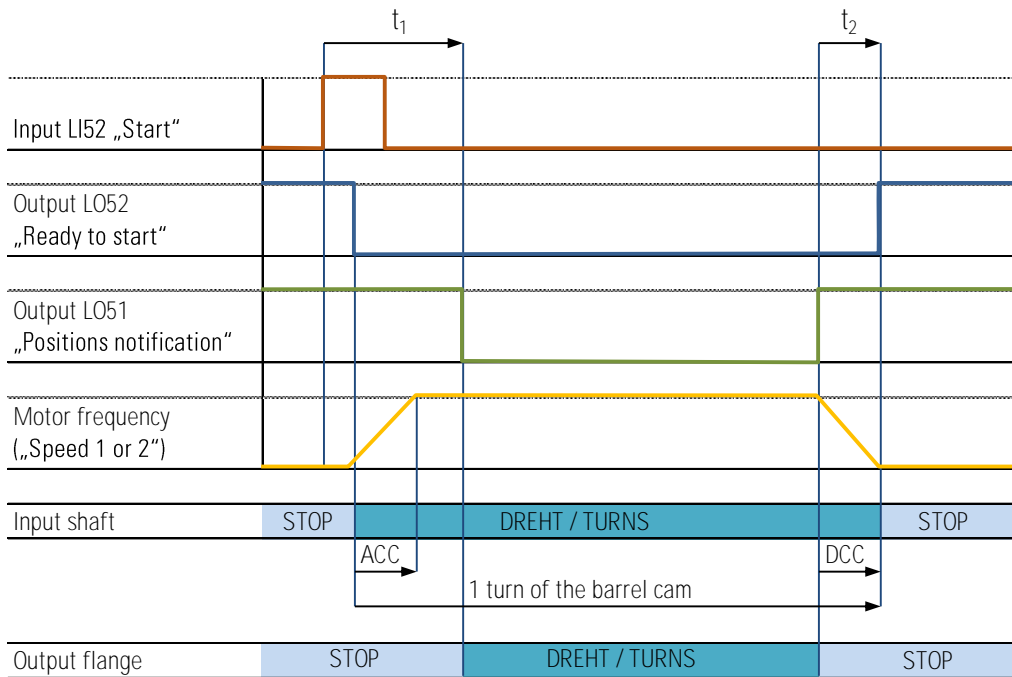 t1
t2
Input LI52 „Start“
Output LO52
„Ready to start“
Output LO51
„Positions notification“
Motor frequency
(„Speed 1 or 2“)
Input shaft
STOP
DREHT / TURNS
STOP
ACC
DCC
1 turn of the barrel cam
Output flange
STOP
DREHT / TURNS
STOP